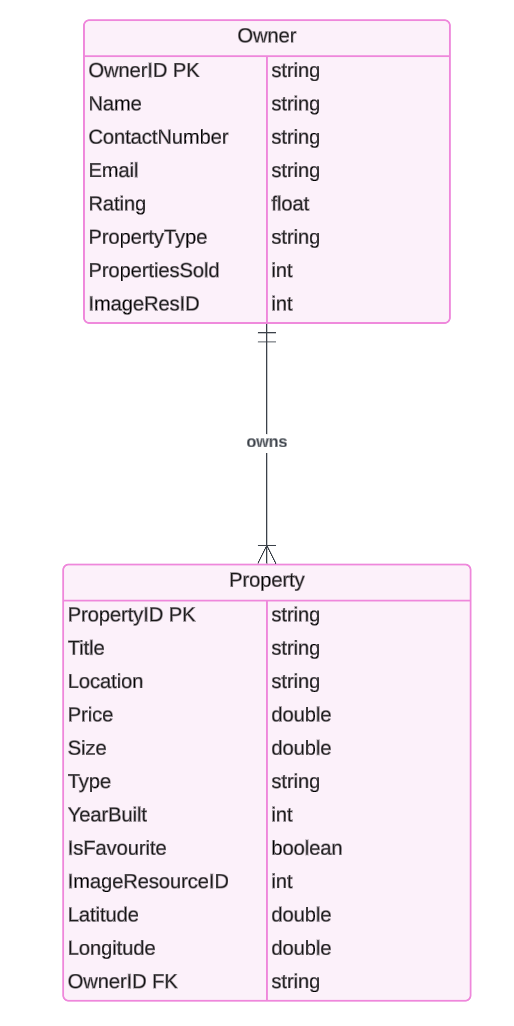 Owner
OwnerID PK string
Name string
ContactNumber string
Email string
Rating float
PropertyType string
PropertiesSold int
ImageResID int
owns
Property
PropertyID PK string
Title string
Location string
Price double
Size double
Type string
YearBuilt int
IsFavourite boolean
ImageResourceID int
Latitude double
Longitude double
OwnerID FK string